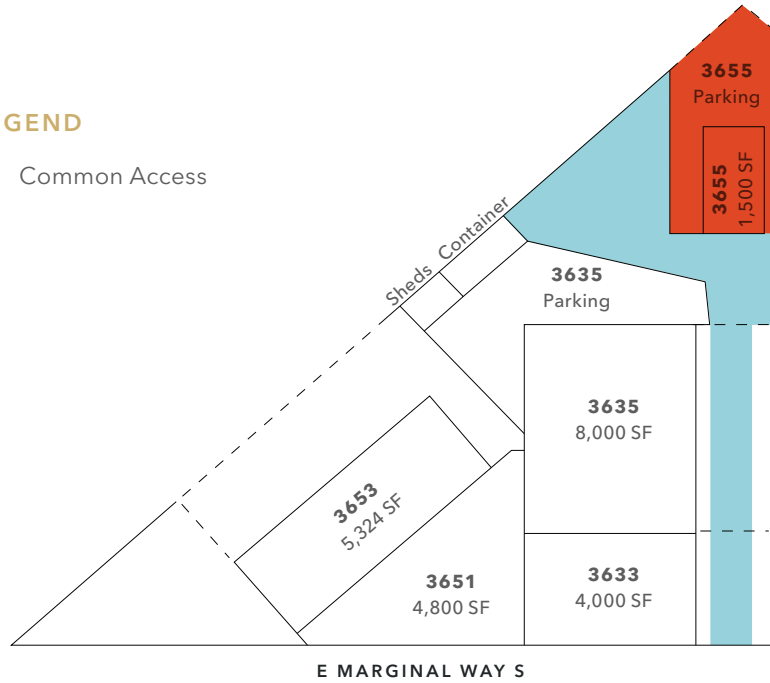 GEND
Common Access
3655
Parking
3655
1,500 SF
Container
Sheds
3635
Parking
3635
8,000 SF
3653
5,324 SF
3651
4,800 SF
3633
4,000 SF
E MARGINAL WAY S